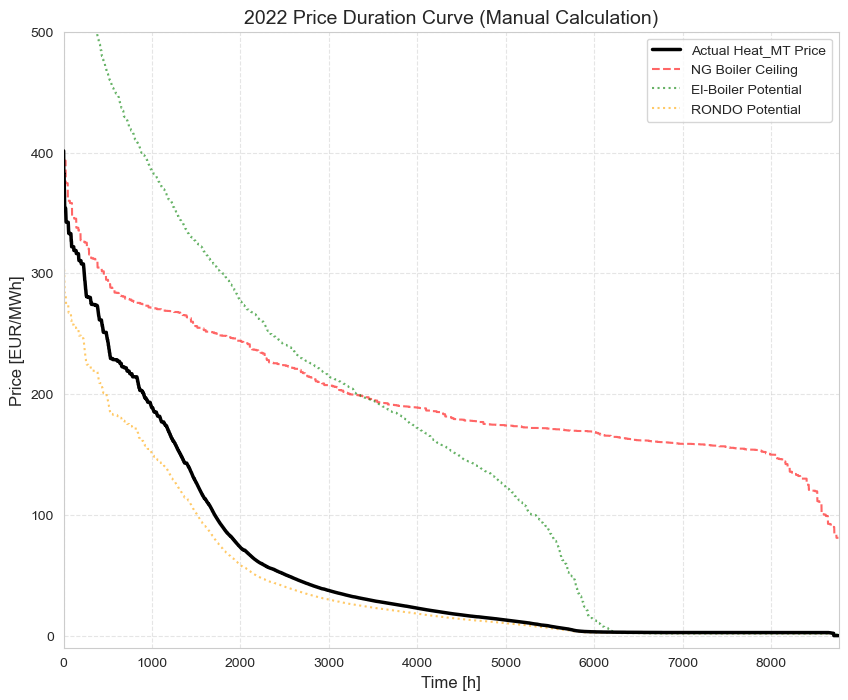 2022 Price Duration Curve (Manual Calculation)
Actual Heat_MT Price
NG Boiler Ceiling
El-Boiler Potential
RONDO Potential
Price [EUR/MWh]
500
400
300
200
100
0
0 1000 2000 3000 4000 5000 6000 7000 8000
Time [h]